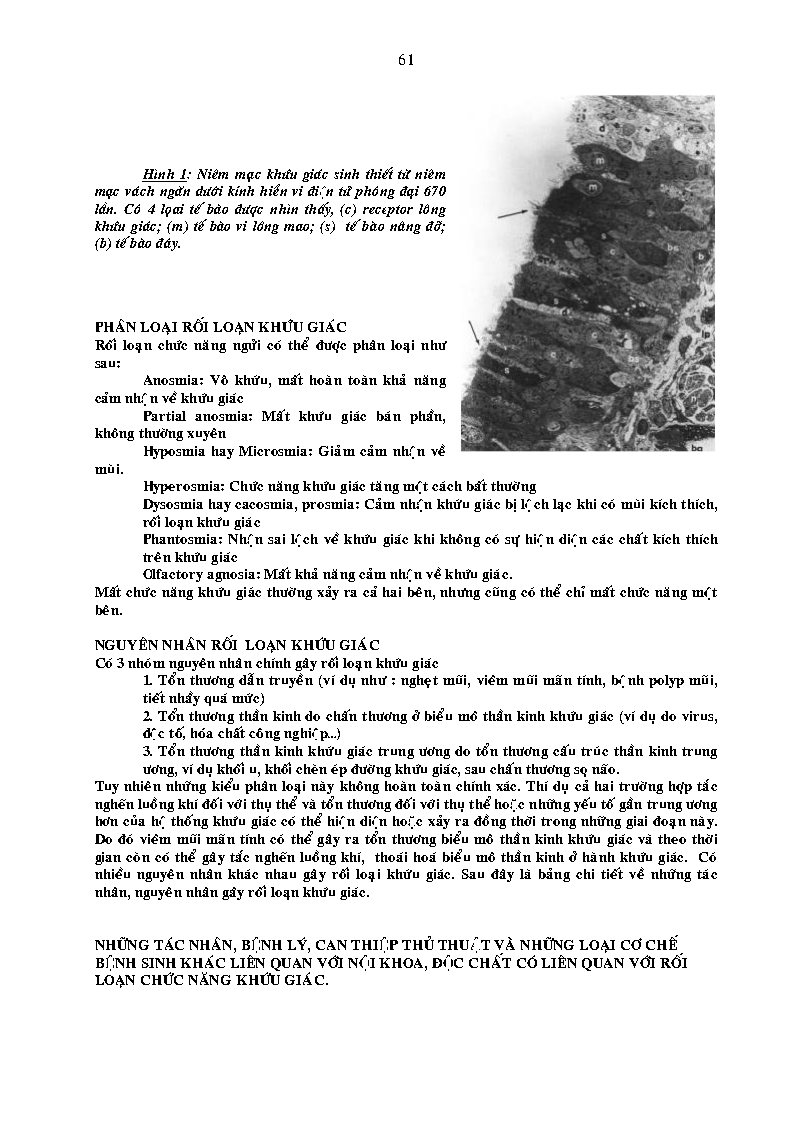 61
Hình 1: Niêm mạc khứu giác sinh thiết từ niêm
mạc vách ngăn dưới kính hiển vi điện tử phóng đại 670
lần. Có 4 loại tế bào được nhìn thấy, (c) receptor lông
khứu giác; (m) tế bào vi lông mao; (s) tế bào nâng đỡ;
(b) tế bào đáy.
PHÂN LOẠI RỐI LOẠN KHỨU GIÁC
Rối loạn chức năng ngửi có thể được phân loại như
sau:
Anosmia: Vô khứu, mất hoàn toàn khả năng
cảm nhận về khứu giác
Partial anosmia: Mất khứu giác bán phần,
không thường xuyên
Hyposmia hay Microsmia: Giảm cảm nhận về
mùi.
Hyperosmia: Chức năng khứu giác tăng một cách bất thường
Dysosmia hay cacosmia, prosmia: Cảm nhận khứu giác bị lệch lạc khi có mùi kích thích,
rối loạn khứu giác
Phantosmia: Nhận sai lệch về khứu giác khi không có sự hiện diện các chất kích thích
trên khứu giác
Olfactory agnosia: Mất khả năng cảm nhận về khứu giác.
Mất chức năng khứu giác thường xảy ra cả hai bên, nhưng cũng có thể chỉ mất chức năng một
bên.
NGUYÊN NHÂN RỐI LOẠN KHỨU GIÁC
Có 3 nhóm nguyên nhân chính gây rối loạn khứu giác
1. Tổn thương dẫn truyền (ví dụ như : nghẹt mũi, viêm mũi mãn tính, bệnh polyp mũi,
tiết nhầy quá mức)
2. Tổn thương thần kinh do chấn thương ở biểu mô thần kinh khứu giác (ví dụ do virus,
độc tố, hóa chất công nghiệp...)
3. Tổn thương thần kinh khứu giác trung ương do tổn thương cấu trúc thần kinh trung
ương, ví dụ khối u, khối chèn ép đường khứu giác, sau chấn thương sọ não.
Tuy nhiên những kiểu phân loại này không hoàn toàn chính xác. Thí dụ cả hai trường hợp tắc
nghẽn luồng khí đối với thụ thể và tổn thương đối với thụ thể hoặc những yếu tố gần trung ương
hơn của hệ thống khứu giác có thể hiện diện hoặc xảy ra đồng thời trong những giai đoạn này.
Do đó viêm mũi mãn tính có thể gây ra tổn thương biểu mô thần kinh khứu giác và theo thời
gian còn có thể gây tắc nghẽn luồng khí, thoái hoá biểu mô thần kinh ở hành khứu giác. Có
nhiều nguyên nhân khác nhau gây rối loại khứu giác. Sau đây là bảng chi tiết về những tác
nhân, nguyên nhân gây rối loạn khứu giác.
NHỮNG TÁC NHÂN, BỆNH LÝ, CAN THIỆP THỦ THUẬT VÀ NHỮNG LOẠI CƠ CHẾ
BỆNH SINH KHÁC LIÊN QUAN VỚI NỘI KHOA, ĐỘC CHẤT CÓ LIÊN QUAN VỚI RỐI
LOẠN CHỨC NĂNG KHỨU GIÁC.